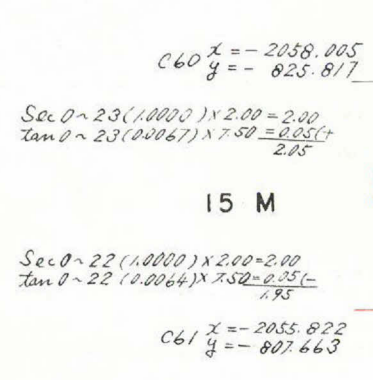 C60 x = - 2058.005
y = - 825.817
Sec 0~23 (1.0000) x 2.00 = 2.00
tan 0~23 (0.0067) x 7.50 = 0.05 (+
2.05
15 M
Sec 0~22 (1.0000) x 2.00 = 2.00
tan 0~22 (0.0064) x 7.50 = 0.05 (-
1.95
C61 x = - 2055.822
y = - 807.663